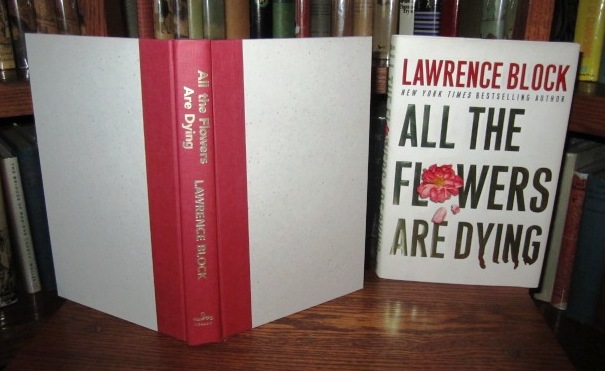 All the Flowers
Are Dying
LAWRENCE BLOCK
LAWRENCE BLOCK
NEW YORK TIMES BESTSELLING AUTHOR
ALL THE
FLOWERS
ARE DYING